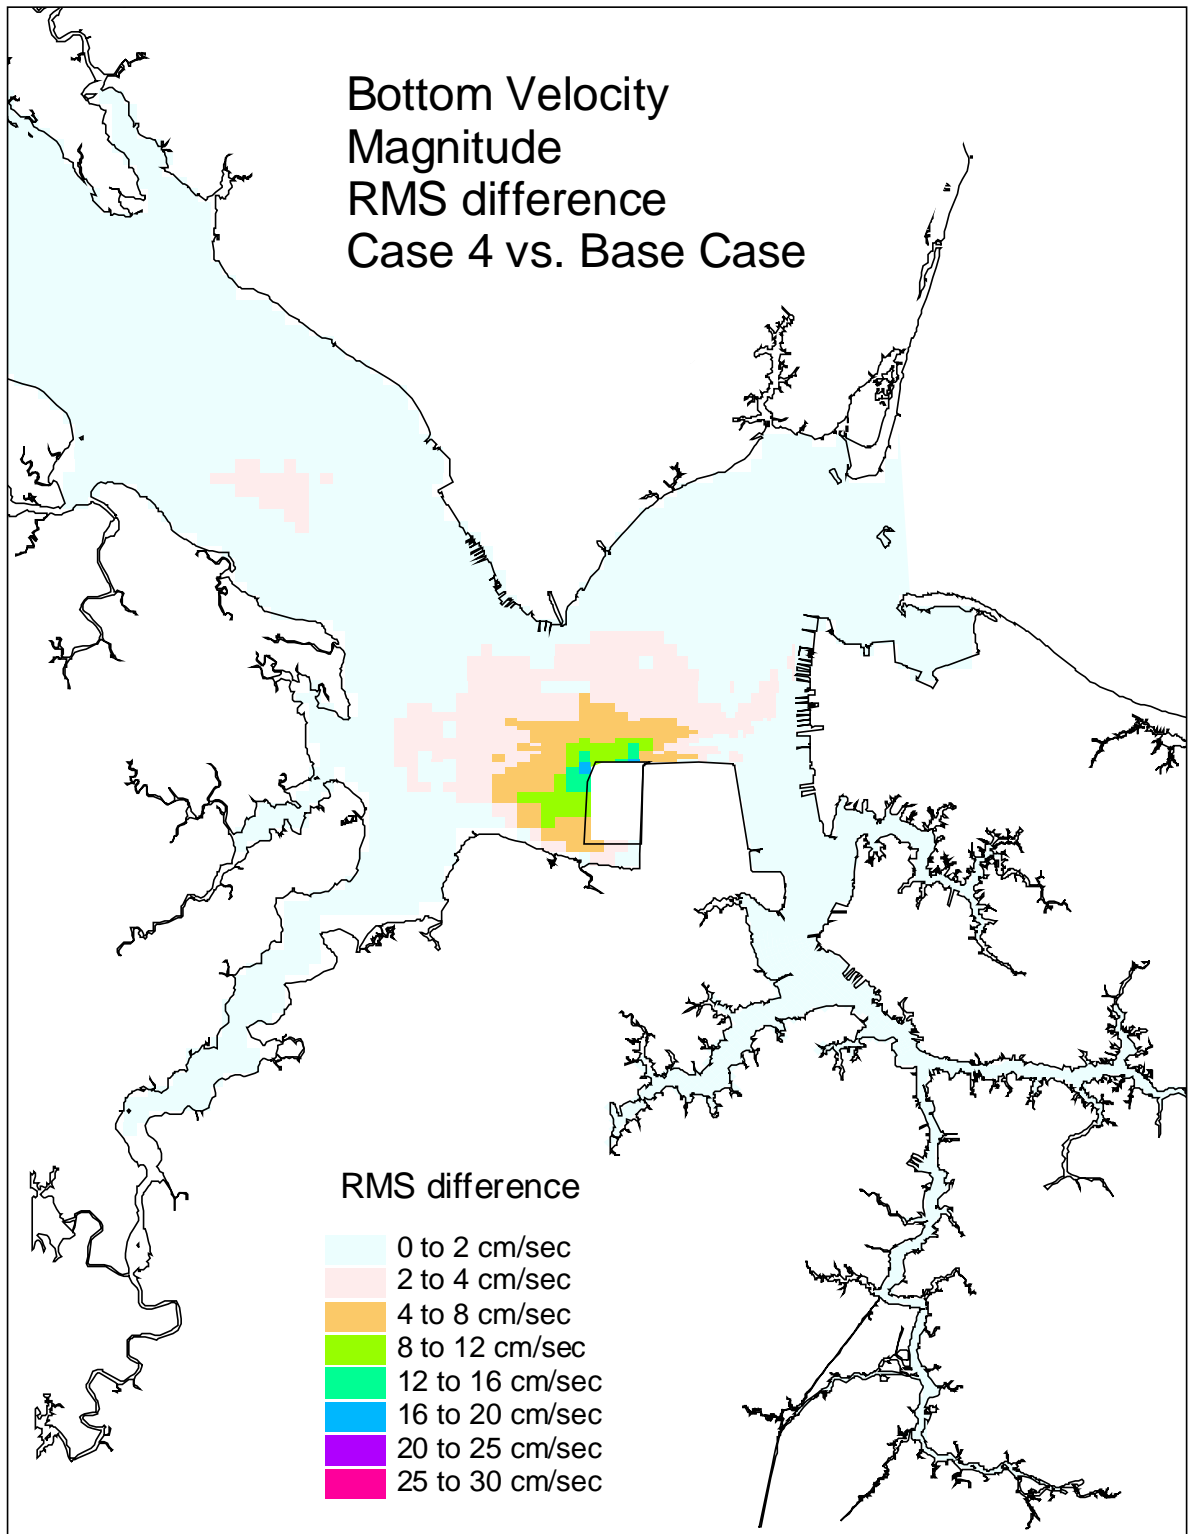 Bottom Velocity
Magnitude
RMS difference
Case 4 vs. Base Case
RMS difference
0 to 2 cm/sec
2 to 4 cm/sec
4 to 8 cm/sec
8 to 12 cm/sec
12 to 16 cm/sec
16 to 20 cm/sec
20 to 25 cm/sec
25 to 30 cm/sec